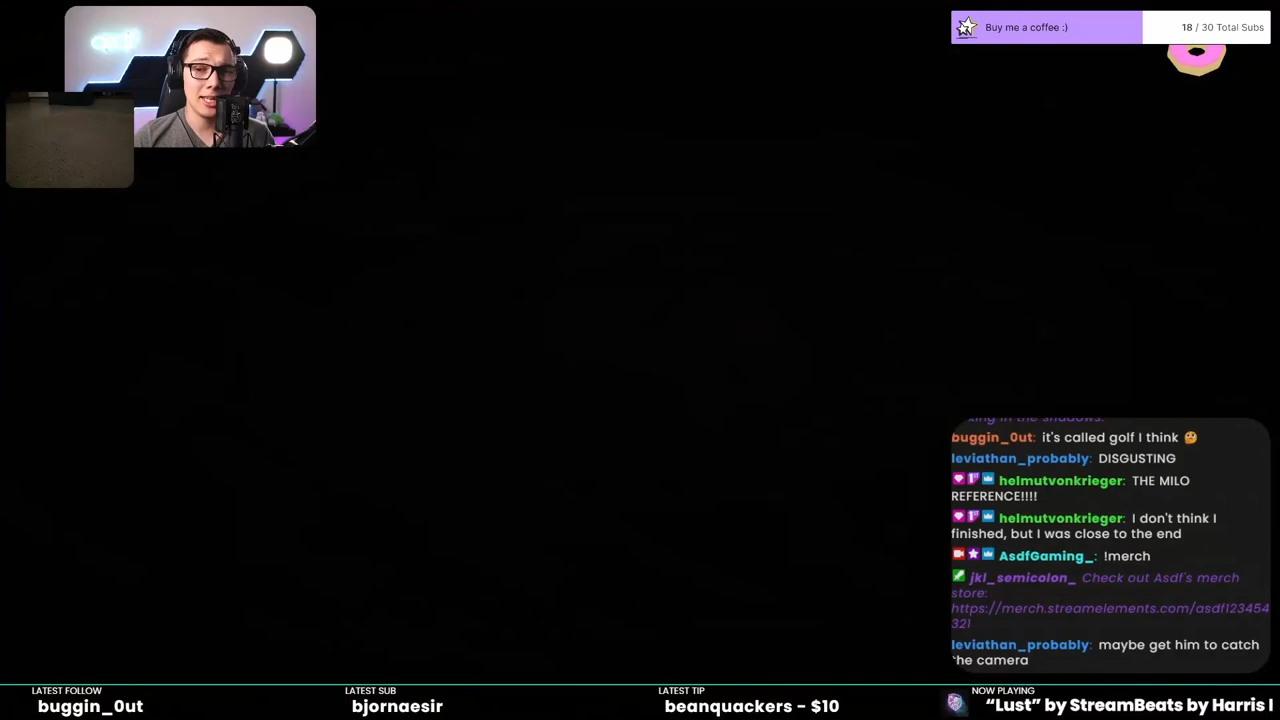 Buy me a coffee :)
18 / 30 Total Subs
buggin_0ut: it's called golf I think 🤔
leviathan_probably: DISGUSTING
helmutvonkrieger: THE MILO
REFERENCE!!!!
helmutvonkrieger: I don't think I
finished, but I was close to the end
AsdfGaming_: !merch
jkl_semicolon_ Check out Asdf's merch
store:
https://merch.streamelements.com/asdf123454
321
leviathan_probably: maybe get him to catch
the camera
LATEST FOLLOW
buggin_0ut
LATEST SUB
bjornaesir
LATEST TIP
beanquackers - $10
NOW PLAYING
“Lust” by StreamBeats by Harris